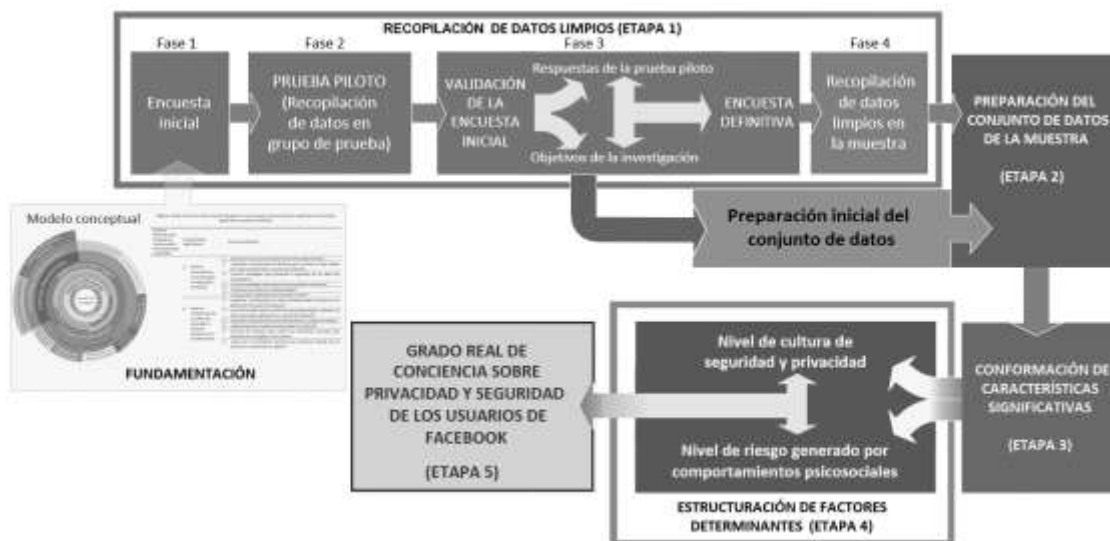 RECOPILACIÓN DE DATOS LIMPIOS (ETAPA 1)
Fase 1
Fase 2
Fase 3
Fase 4
Encuesta
inicial
PRUEBA PILOTO
(Recopilación
de datos en
grupo de prueba)
VALIDACIÓN
DE LA
ENCUESTA
INICIAL
Respuestas de la prueba piloto
Objetivos de la investigación
ENCUESTA
DEFINITIVA
Recopilación
de datos
limpios en
la muestra
PREPARACIÓN DEL
CONJUNTO DE DATOS
DE LA MUESTRA
(ETAPA 2)
Preparación inicial del
conjunto de datos
Modelo conceptual
FUNDAMENTACIÓN
GRADO REAL DE
CONCIENCIA SOBRE
PRIVACIDAD Y SEGURIDAD
DE LOS USUARIOS DE
FACEBOOK
(ETAPA 5)
Nivel de cultura de
seguridad y privacidad
Nivel de riesgo generado por
comportamientos psicosociales
ESTRUCTURACIÓN DE FACTORES
DETERMINANTES (ETAPA 4)
CONFORMACIÓN DE
CARACTERÍSTICAS
SIGNIFICATIVAS
(ETAPA 3)